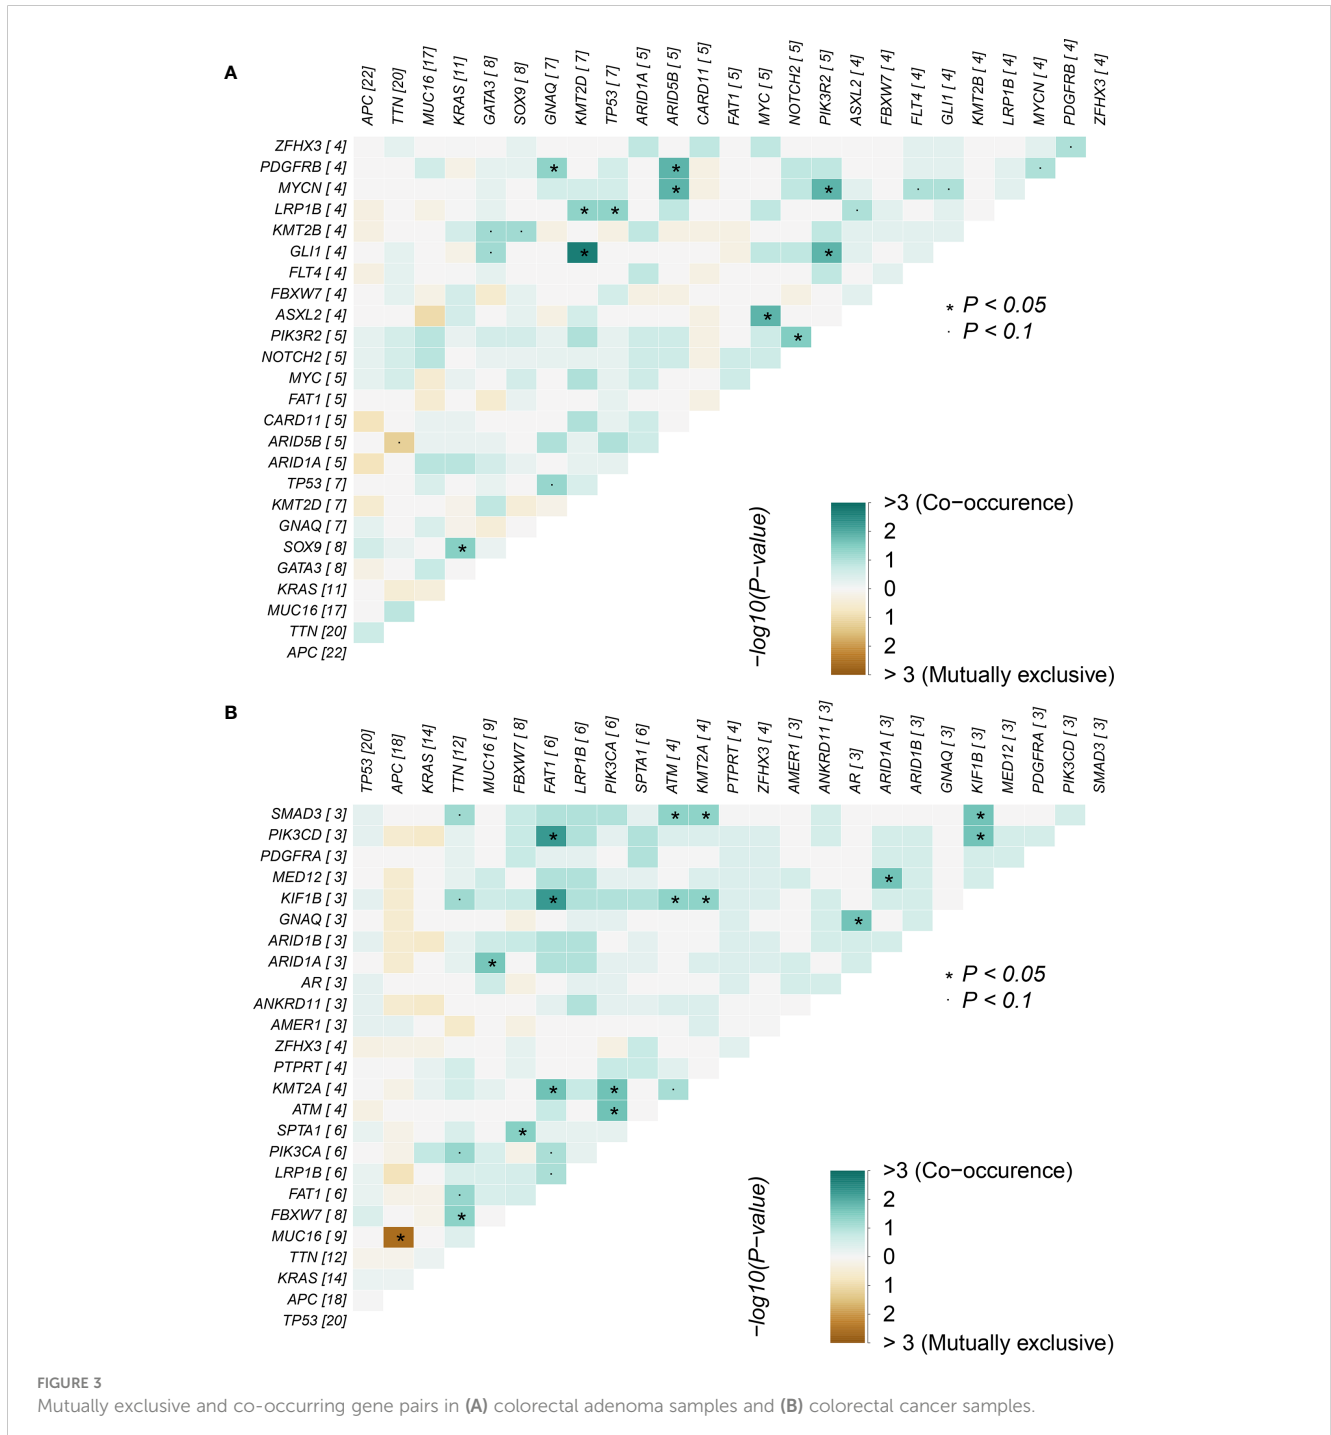 A
APC [22]
TTN [20]
MUC16 [17]
KRAS [11]
GATA3 [ 8]
SOX9 [ 8]
GNAQ [ 7]
KMT2D [ 7]
TP53 [ 7]
ARID1A [ 5]
ARID5B [ 5]
CARD11 [ 5]
FAT1 [ 5]
MYC [ 5]
NOTCH2 [ 5]
PIK3R2 [ 5]
ASXL2 [ 4]
FBXW7 [ 4]
FLT4 [ 4]
GLI1 [ 4]
KMT2B [ 4]
LRP1B [ 4]
MYCN [ 4]
PDGFRB [ 4]
ZFHX3 [ 4]
ZFHX3 [ 4]
PDGFRB [ 4]
MYCN [ 4]
LRP1B [ 4]
KMT2B [ 4]
GLI1 [ 4]
FLT4 [ 4]
FBXW7 [ 4]
ASXL2 [ 4]
PIK3R2 [ 5]
NOTCH2 [ 5]
MYC [ 5]
FAT1 [ 5]
CARD11 [ 5]
ARID5B [ 5]
ARID1A [ 5]
TP53 [ 7]
KMT2D [ 7]
GNAQ [ 7]
SOX9 [ 8]
GATA3 [ 8]
KRAS [11]
MUC16 [17]
TTN [20]
APC [22]
* P < 0.05
· P < 0.1
−log10(P−value)
>3 (Co−occurence)
2
1
0
1
2
> 3 (Mutually exclusive)
B
TP53 [20]
APC [18]
KRAS [14]
TTN [12]
MUC16 [ 9]
FBXW7 [ 8]
FAT1 [ 6]
LRP1B [ 6]
PIK3CA [ 6]
SPTA1 [ 6]
ATM [ 4]
KMT2A [ 4]
PTPRT [ 4]
ZFHX3 [ 4]
AMER1 [ 3]
ANKRD11 [ 3]
AR [ 3]
ARID1A [ 3]
ARID1B [ 3]
GNAQ [ 3]
KIF1B [ 3]
MED12 [ 3]
PDGFRA [ 3]
PIK3CD [ 3]
SMAD3 [ 3]
SMAD3 [ 3]
PIK3CD [ 3]
PDGFRA [ 3]
MED12 [ 3]
KIF1B [ 3]
GNAQ [ 3]
ARID1B [ 3]
ARID1A [ 3]
AR [ 3]
ANKRD11 [ 3]
AMER1 [ 3]
ZFHX3 [ 4]
PTPRT [ 4]
KMT2A [ 4]
ATM [ 4]
SPTA1 [ 6]
PIK3CA [ 6]
LRP1B [ 6]
FAT1 [ 6]
FBXW7 [ 8]
MUC16 [ 9]
TTN [12]
KRAS [14]
APC [18]
TP53 [20]
* P < 0.05
· P < 0.1
−log10(P−value)
>3 (Co−occurence)
2
1
0
1
2
> 3 (Mutually exclusive)
FIGURE 3
Mutually exclusive and co-occurring gene pairs in (A) colorectal adenoma samples and (B) colorectal cancer samples.